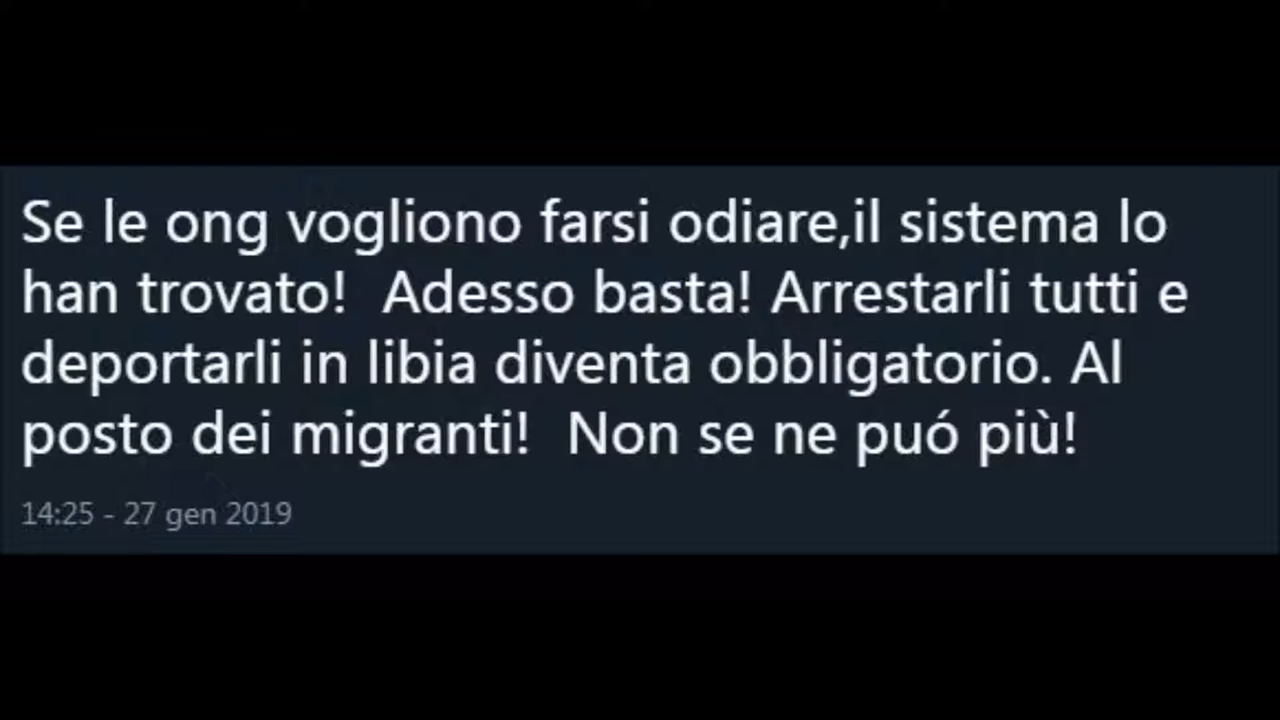 Se le ong vogliono farsi odiare,il sistema lo
han trovato!  Adesso basta! Arrestarli tutti e
deportarli in libia diventa obbligatorio. Al
posto dei migranti!  Non se ne puó più!
14:25 - 27 gen 2019